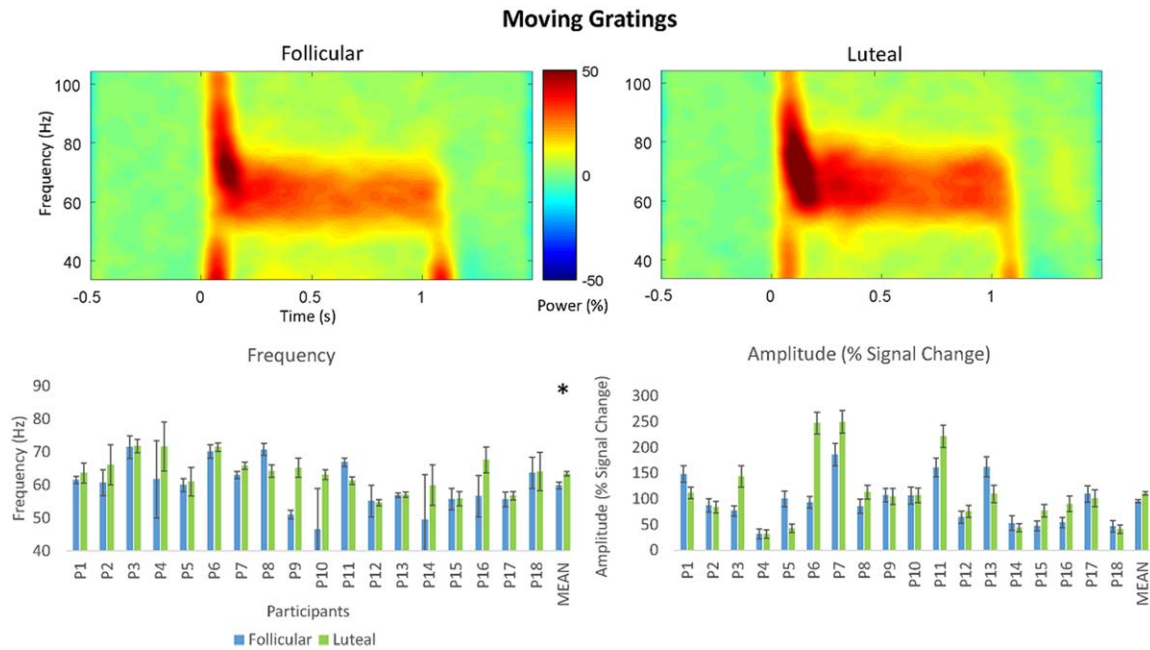 Moving Gratings
Follicular
Luteal
100
80
60
40
Frequency (Hz)
-0.5
0
0.5
1
Time (s)
50
0
-50
Power (%)
100
80
60
40
-0.5
0
0.5
1
Frequency
90
80
70
60
50
40
Frequency (Hz)
*
P1
P2
P3
P4
P5
P6
P7
P8
P9
P10
P11
P12
P13
P14
P15
P16
P17
P18
MEAN
Participants
Follicular Luteal
Amplitude (% Signal Change)
300
250
200
150
100
50
0
Amplitude (% Signal Change)
P1
P2
P3
P4
P5
P6
P7
P8
P9
P10
P11
P12
P13
P14
P15
P16
P17
P18
MEAN